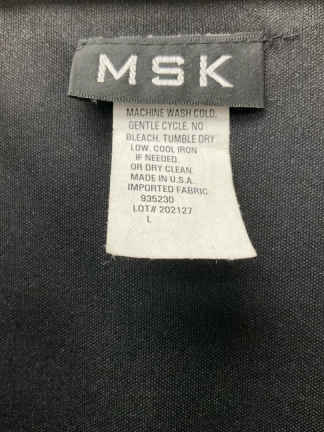 MSK
MACHINE WASH COLD,
GENTLE CYCLE. NO
BLEACH. TUMBLE DRY
LOW. COOL IRON
IF NEEDED.
OR DRY CLEAN.
MADE IN U.S.A.
IMPORTED FABRIC
935230
LOT# 202127
L